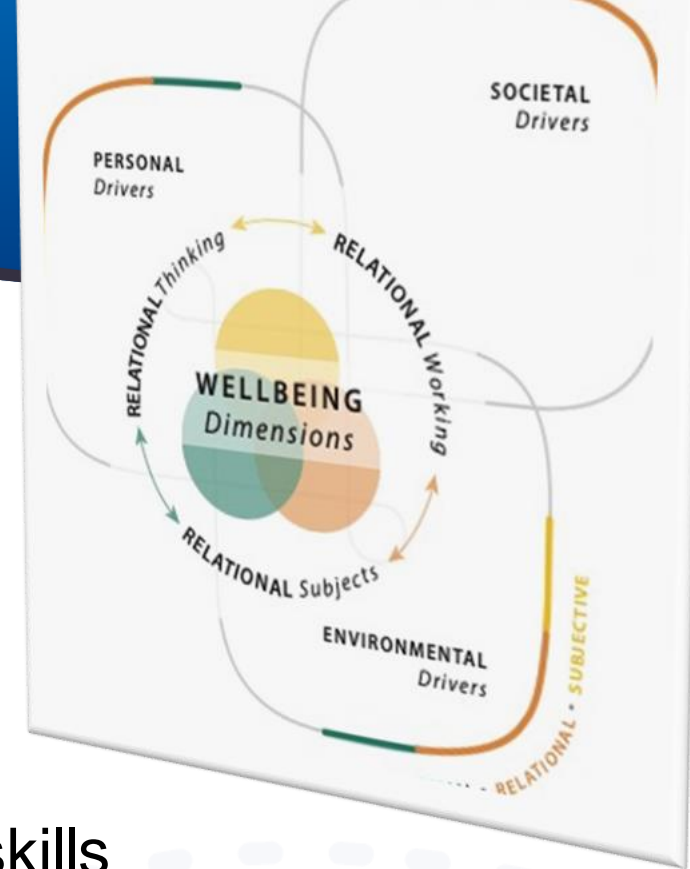 SOCIETAL
Drivers
PERSONAL
Drivers
RELATIONAL Thinking
RELATIONAL Working
WELLBEING
Dimensions
RELATIONAL Subjects
ENVIRONMENTAL
Drivers
RELATIONAL • SUBJECTIVE
skills